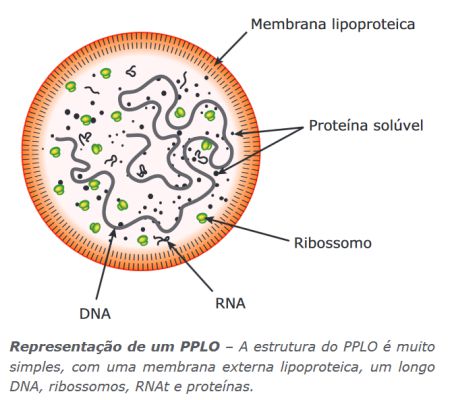 Membrana lipoproteica
Proteína solúvel
Ribossomo
RNA
DNA
Representação de um PPLO – A estrutura do PPLO é muito
simples, com uma membrana externa lipoproteica, um longo
DNA, ribossomos, RNAt e proteínas.